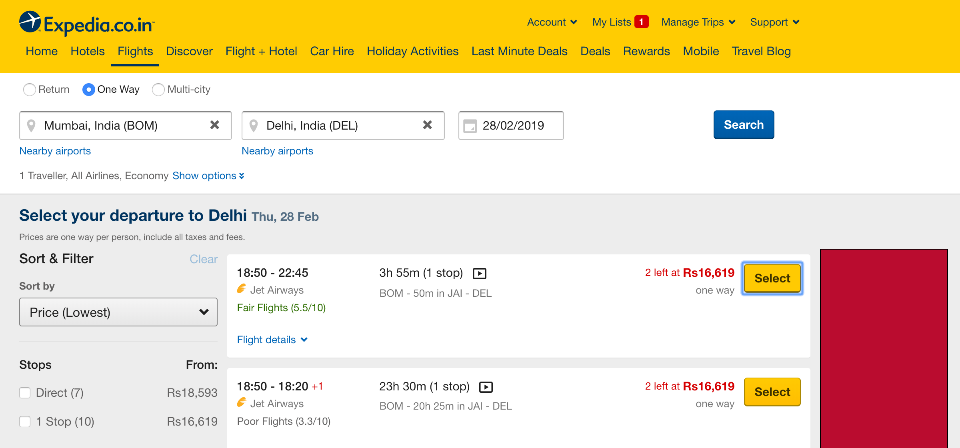 Expedia.co.in
Account My Lists 1 Manage Trips Support
Home Hotels Flights Discover Flight + Hotel Car Hire Holiday Activities Last Minute Deals Deals Rewards Mobile Travel Blog
Return One Way Multi-city
Mumbai, India (BOM) Delhi, India (DEL) 28/02/2019 Search
Nearby airports Nearby airports
1 Traveller, All Airlines, Economy Show options
Select your departure to Delhi Thu, 28 Feb
Prices are one way per person, include all taxes and fees.
Sort & Filter Clear
Sort by
Price (Lowest)
Stops From:
Direct (7) Rs18,593
1 Stop (10) Rs16,619
18:50 - 22:45 3h 55m (1 stop) 2 left at Rs16,619 Select
Jet Airways BOM - 50m in JAI - DEL one way
Fair Flights (5.5/10)
Flight details
18:50 - 18:20 +1 23h 30m (1 stop) 2 left at Rs16,619 Select
Jet Airways BOM - 20h 25m in JAI - DEL one way
Poor Flights (3.3/10)